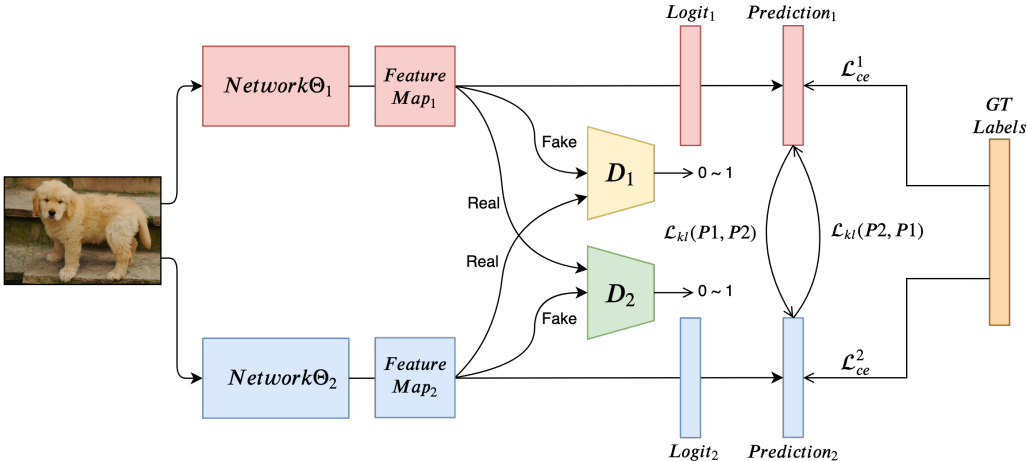 Logit₁
Prediction₁
NetworkΘ₁
Feature
Map₁
ℒ¹ce
GT
Labels
Fake
D₁
0 ~ 1
Real
ℒkl(P1, P2)
ℒkl(P2, P1)
Real
D₂
0 ~ 1
Fake
NetworkΘ₂
Feature
Map₂
ℒ²ce
Logit₂
Prediction₂